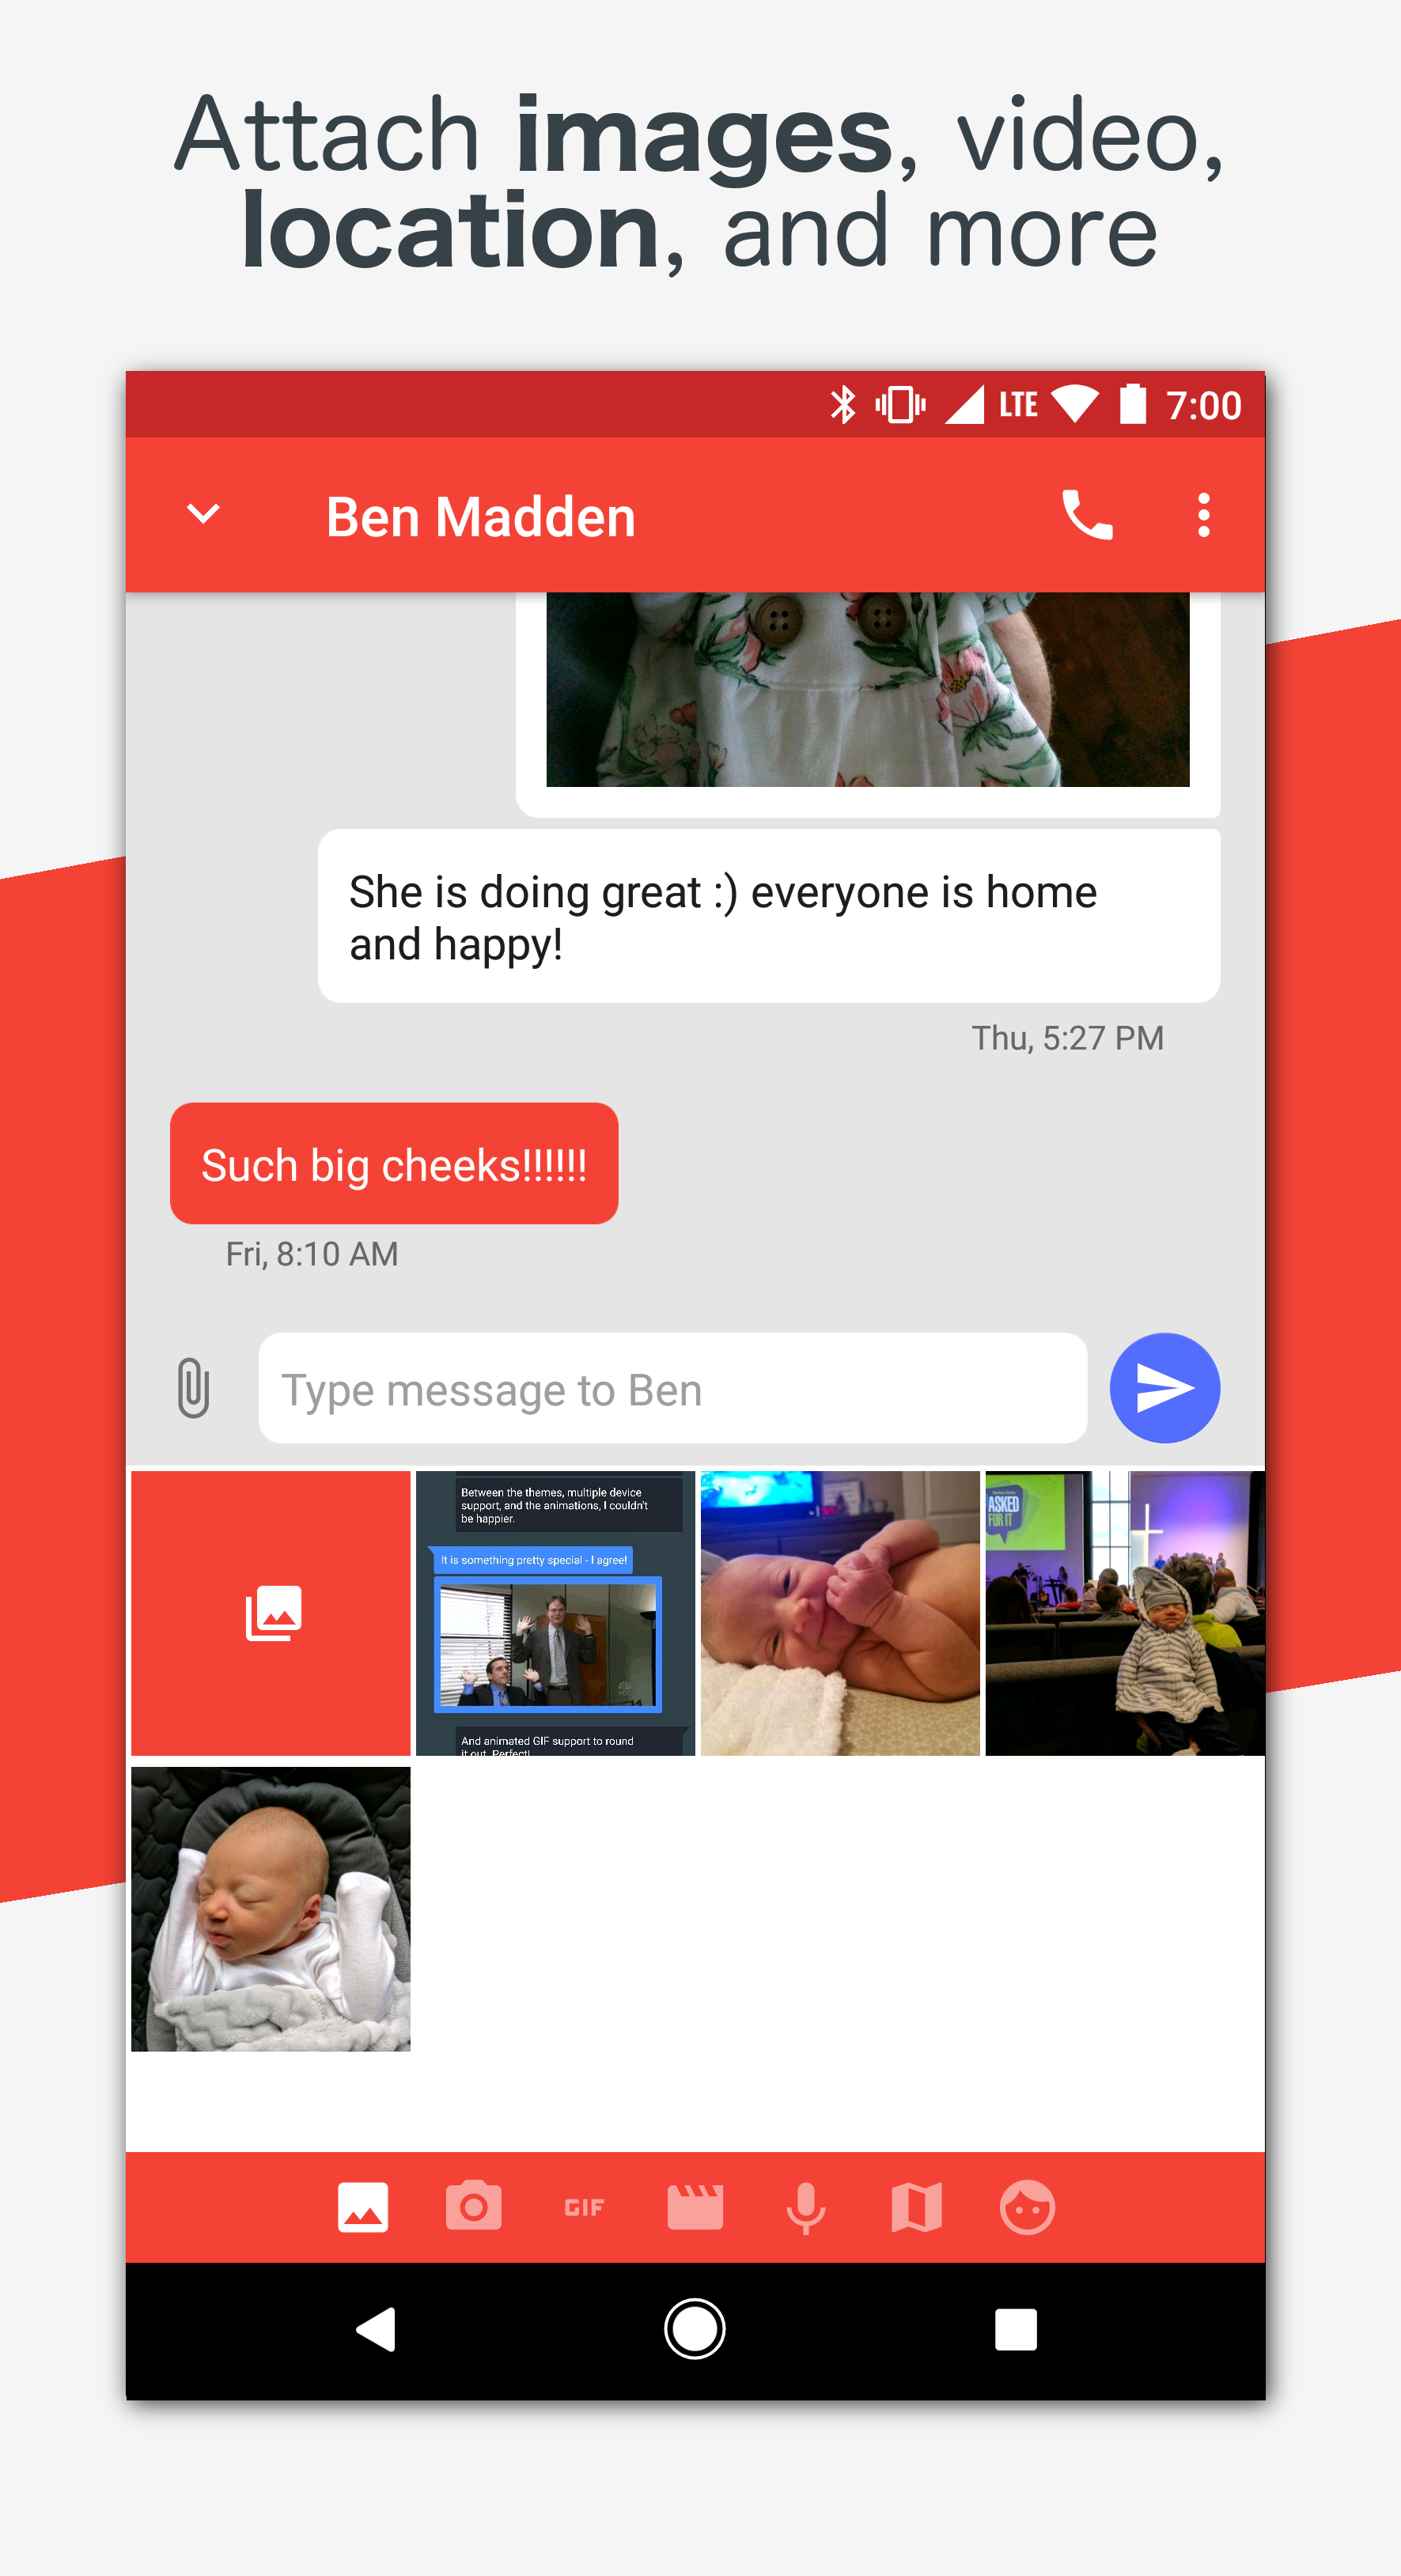 Attach images, video,
location, and more
LTE 7:00
Ben Madden
She is doing great :) everyone is home
and happy!
Thu, 5:27 PM
Such big cheeks!!!!!!
Fri, 8:10 AM
Type message to Ben
Between the themes, multiple device
support, and the animations, I couldn't
be happier.
It is something pretty special - I agree!
And animated GIF support to round
it out. Perfect!
ASKED
FOR IT
GIF